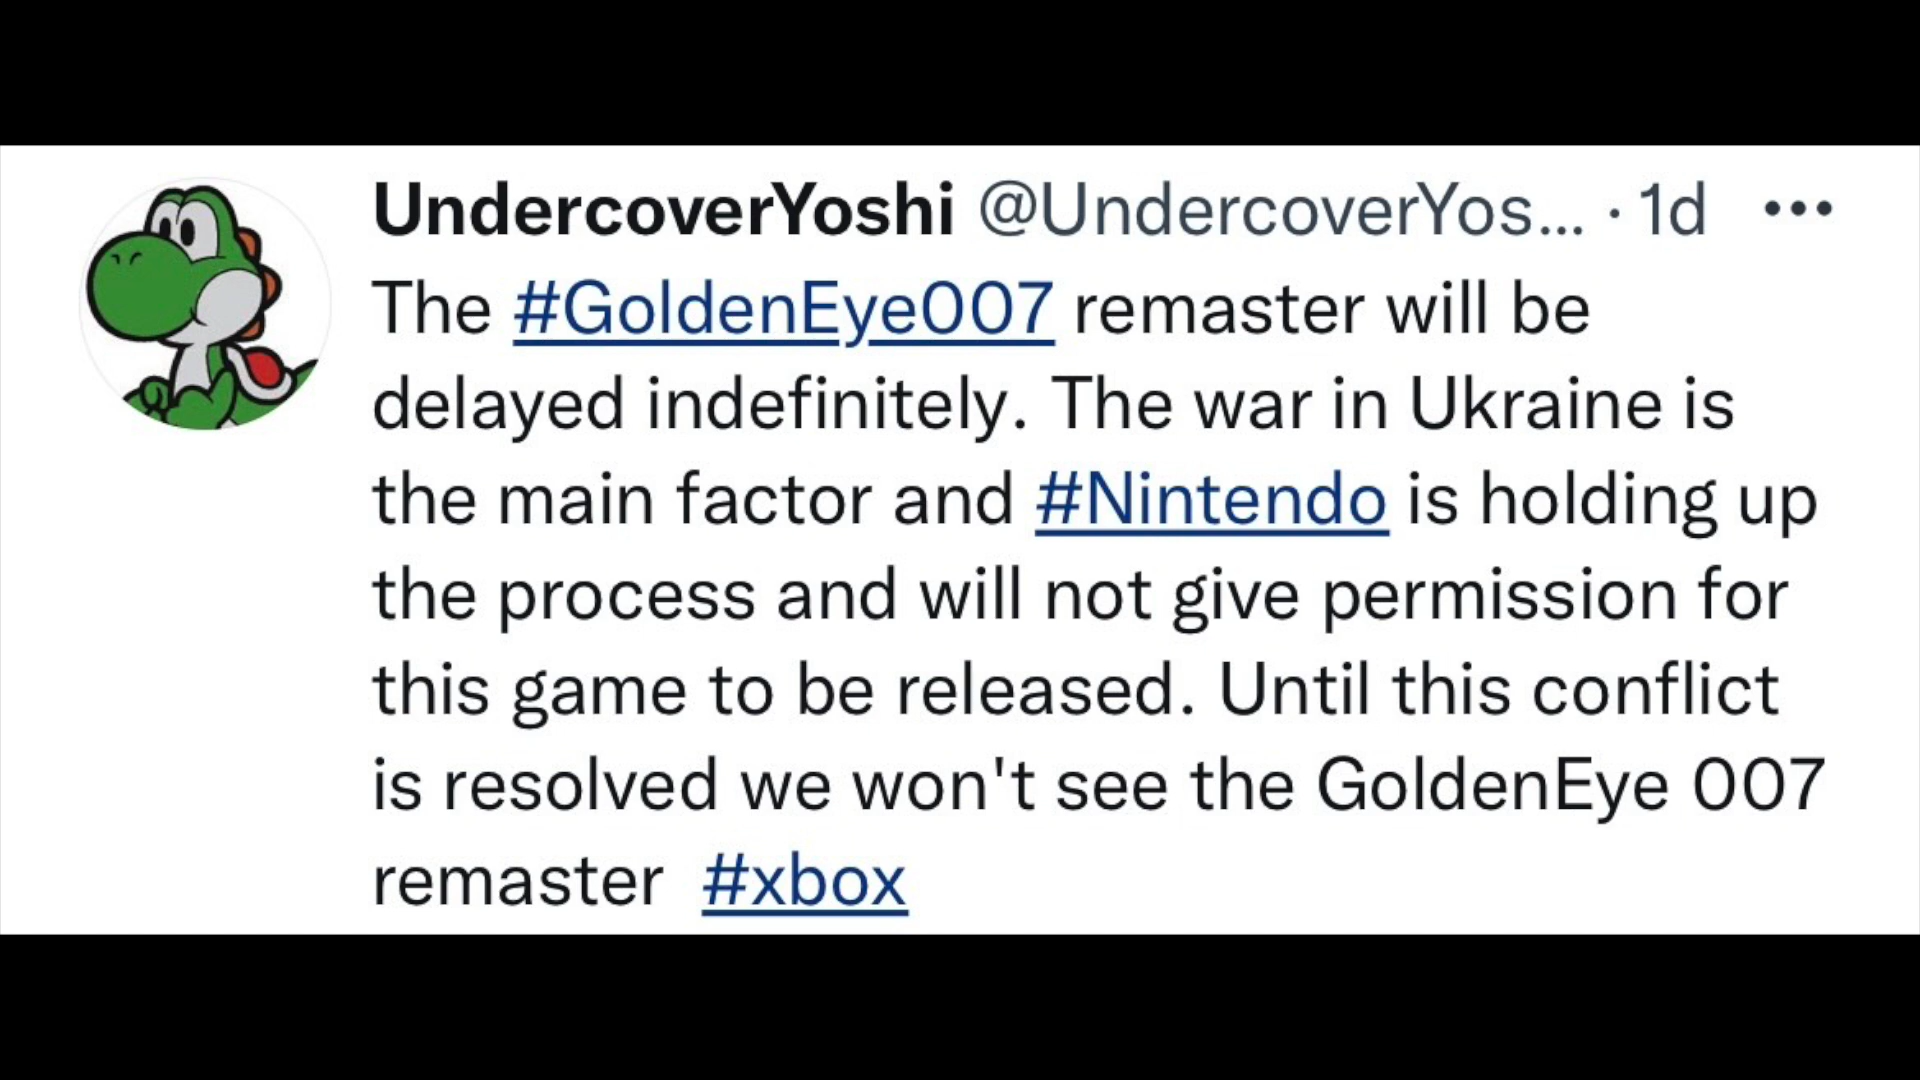 UndercoverYoshi @UndercoverYos... · 1d ...
The #GoldenEye007 remaster will be
delayed indefinitely. The war in Ukraine is
the main factor and #Nintendo is holding up
the process and will not give permission for
this game to be released. Until this conflict
is resolved we won't see the GoldenEye 007
remaster #xbox